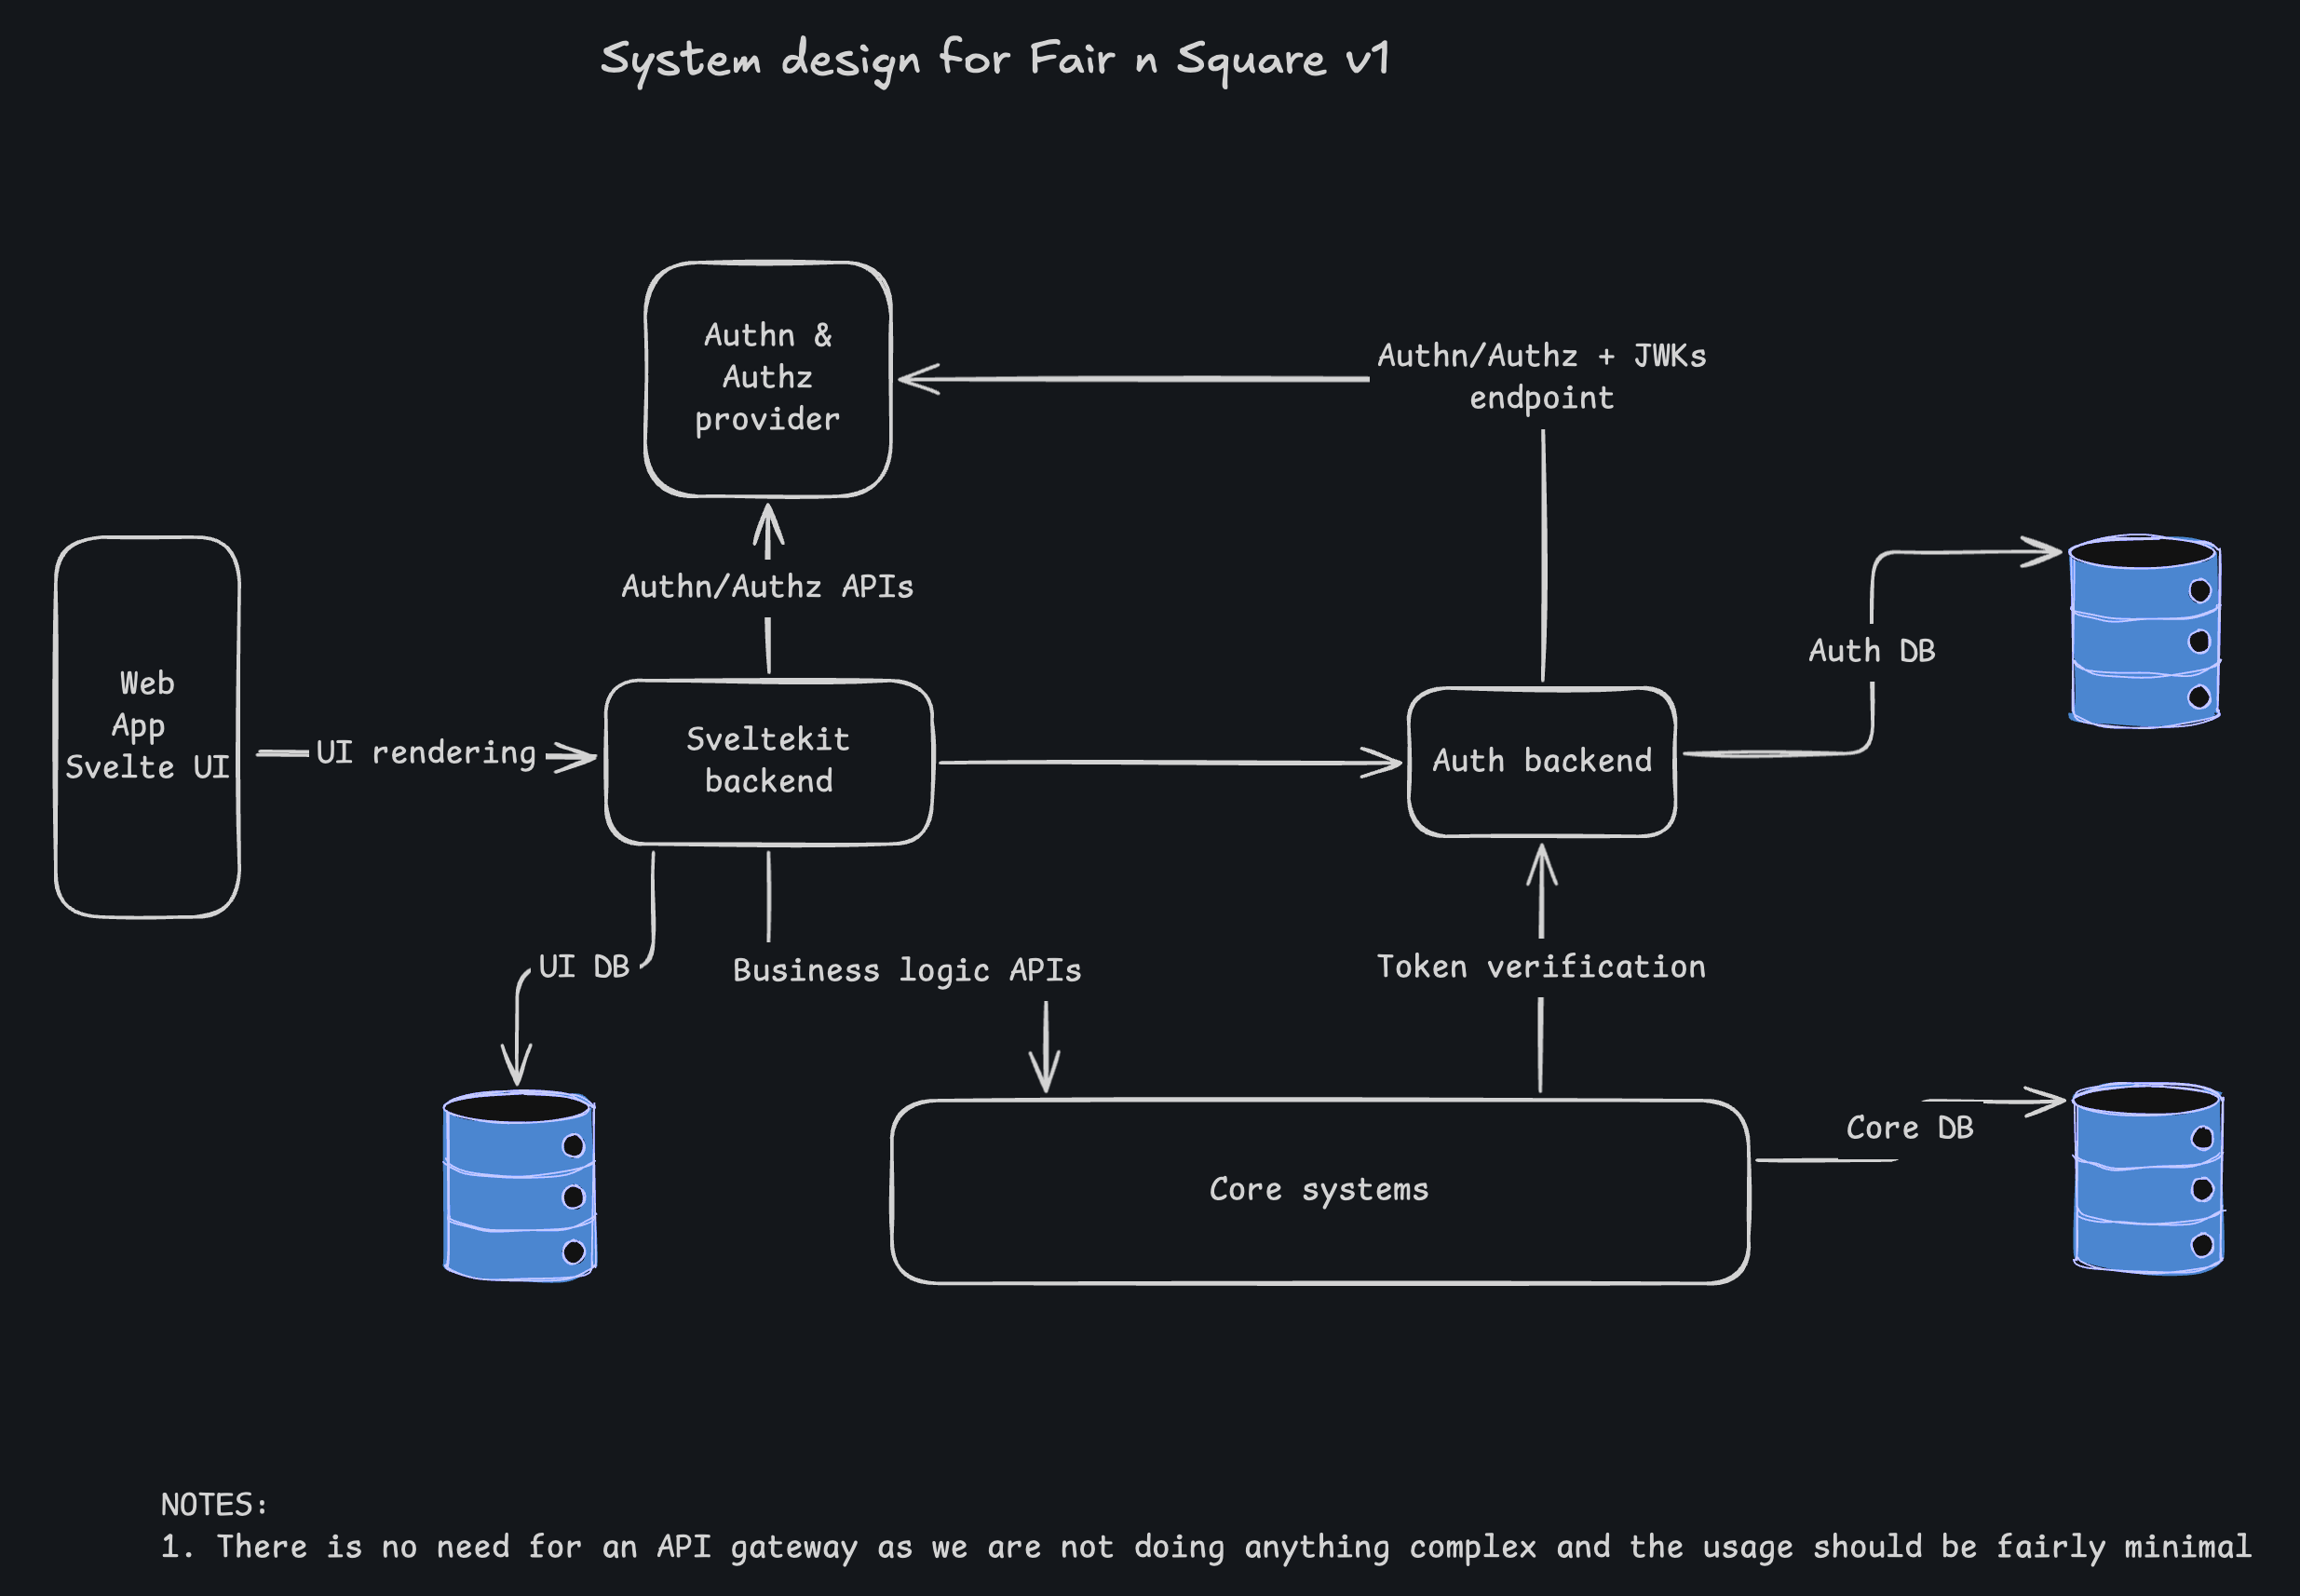 System design for Fair n Square v1
Authn &
Authz
provider
Authn/Authz + JWKs
endpoint
Authn/Authz APIs
Auth DB
Web
App
Svelte UI
UI rendering
Sveltekit
backend
Auth backend
UI DB
Business logic APIs
Token verification
Core DB
Core systems
NOTES:
1. There is no need for an API gateway as we are not doing anything complex and the usage should be fairly minimal